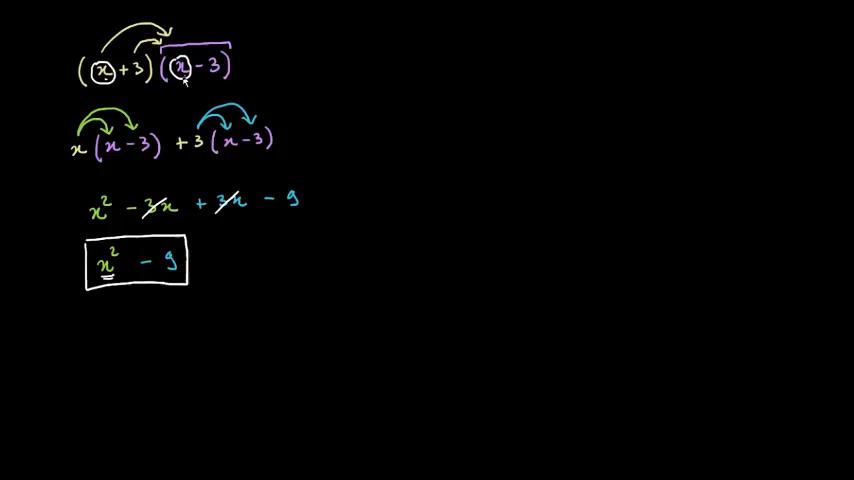 (x + 3) (x - 3)
x (x - 3) + 3 (x - 3)
x² - 3x + 3x - 9
x² - 9